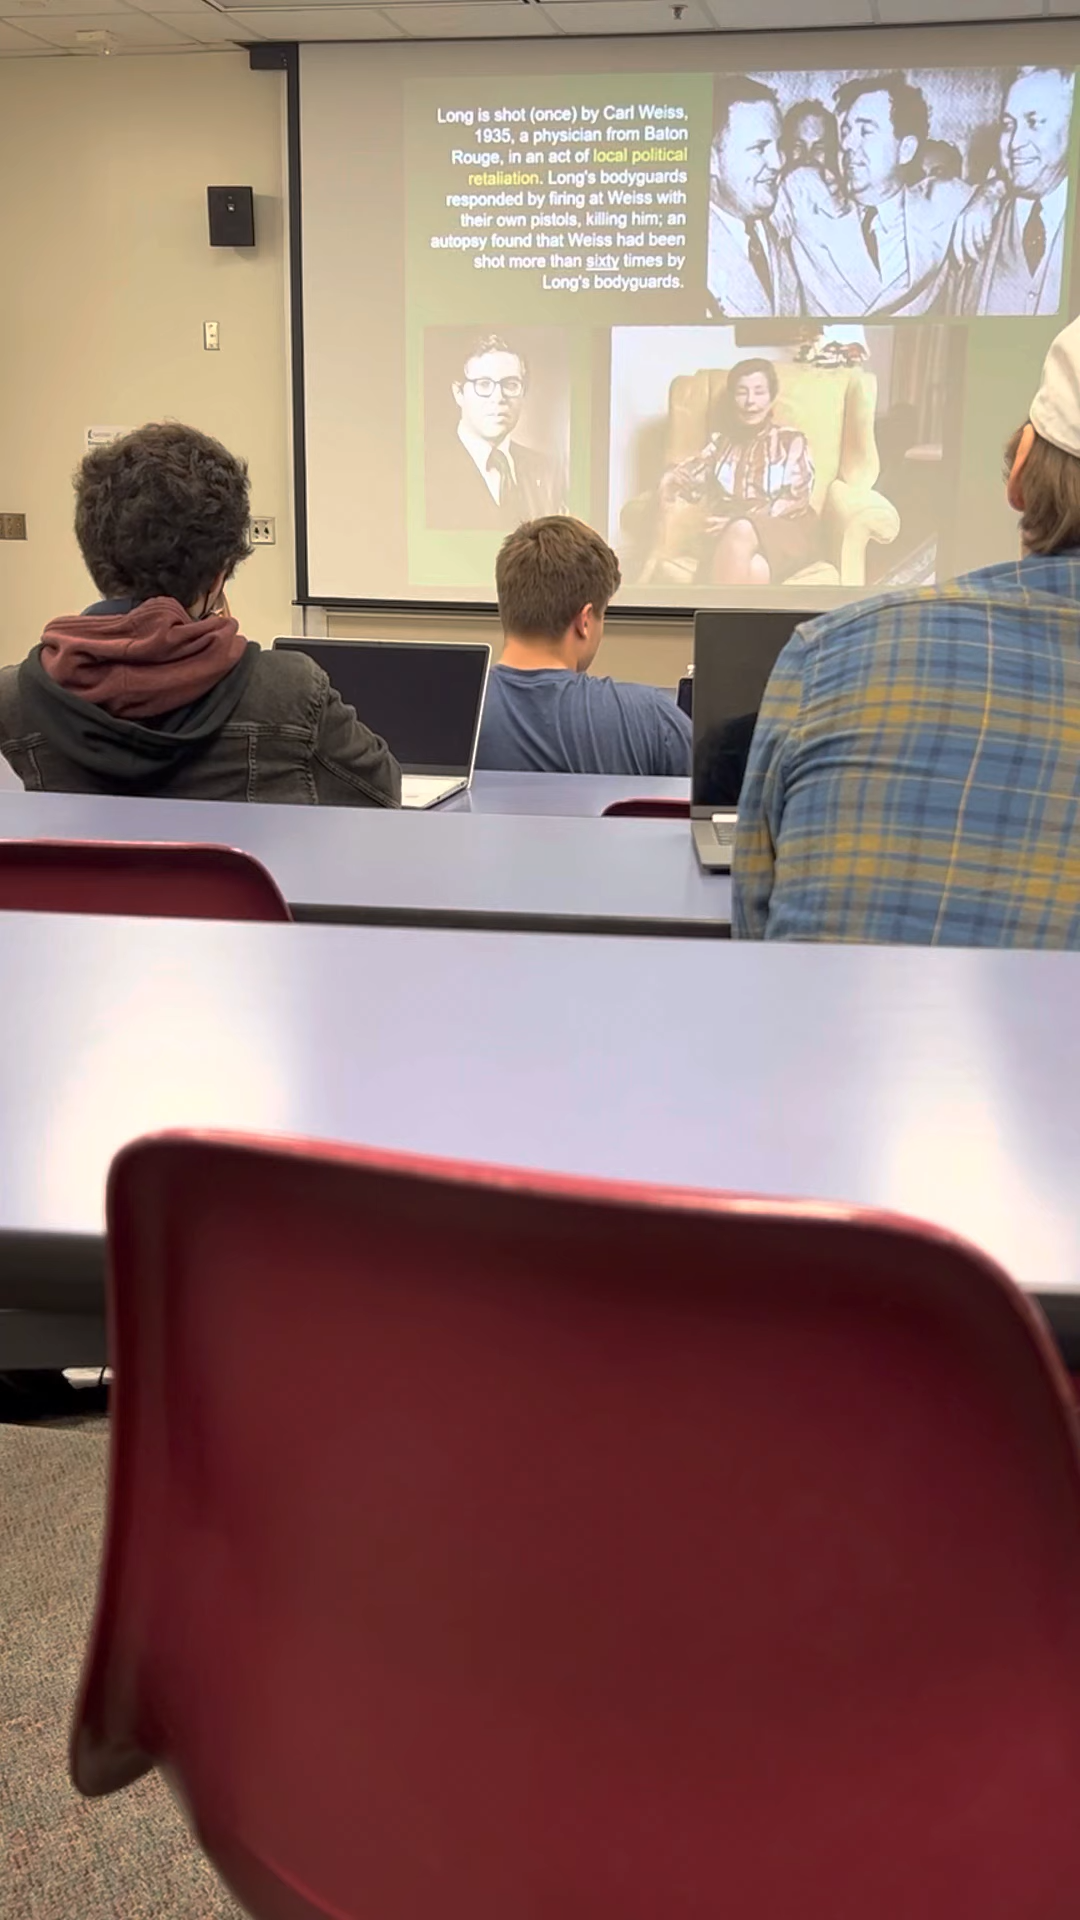 Long is shot (once) by Carl Weiss,
1935, a physician from Baton
Rouge, in an act of local political
retaliation. Long's bodyguards
responded by firing at Weiss with
their own pistols, killing him; an
autopsy found that Weiss had been
shot more than sixty times by
Long's bodyguards.